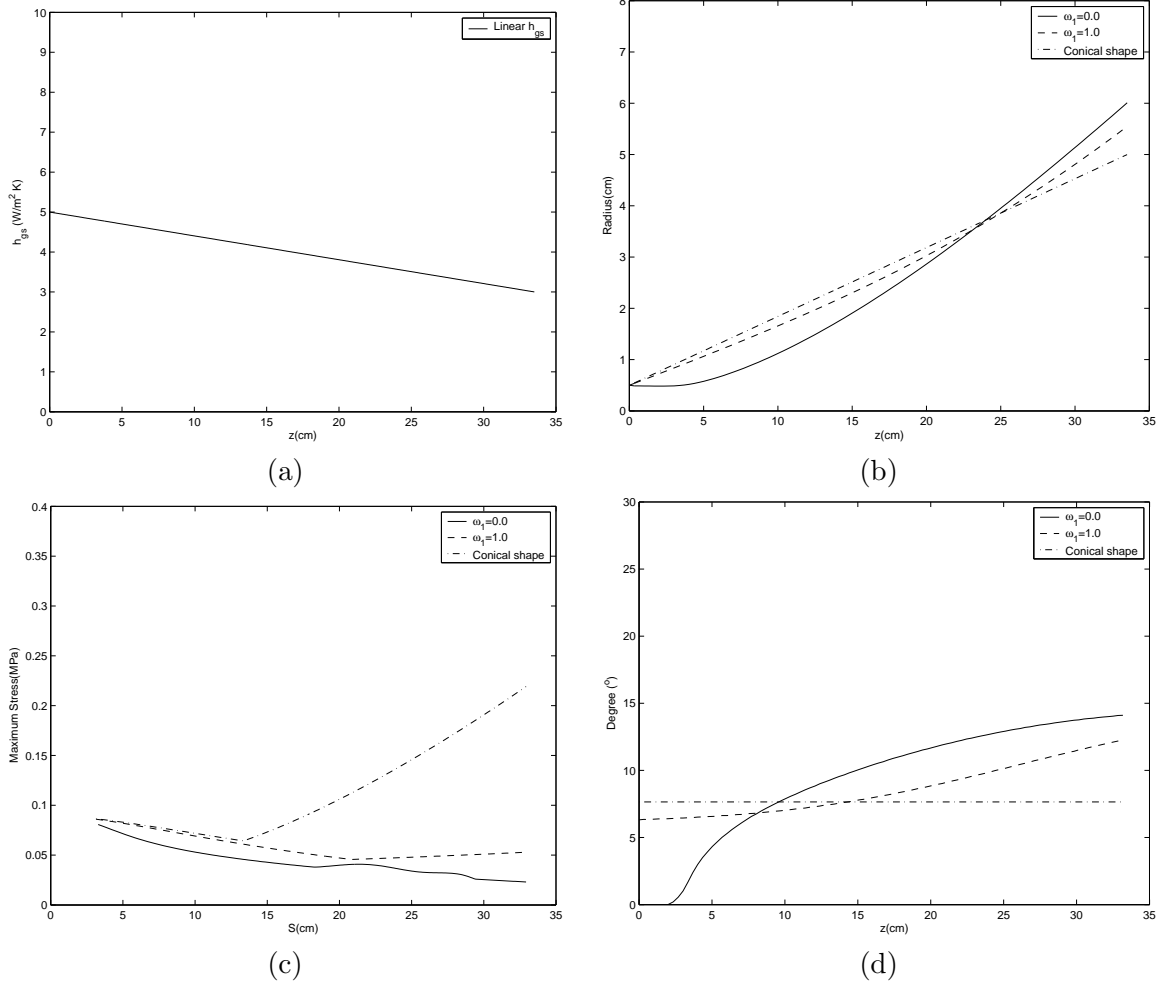 Linear h_gs
10
9
8
7
6
5
4
3
2
1
0
h_gs (W/m² K)
0 5 10 15 20 25 30 35
z(cm)
(a)
ω_1=0.0
ω_1=1.0
Conical shape
8
7
6
5
4
3
2
1
0
Radius(cm)
0 5 10 15 20 25 30 35
z(cm)
(b)
ω_1=0.0
ω_1=1.0
Conical shape
0.4
0.35
0.3
0.25
0.2
0.15
0.1
0.05
0
Maximum Stress(MPa)
0 5 10 15 20 25 30 35
S(cm)
(c)
ω_1=0.0
ω_1=1.0
Conical shape
30
25
20
15
10
5
0
Degree (°)
0 5 10 15 20 25 30 35
z(cm)
(d)